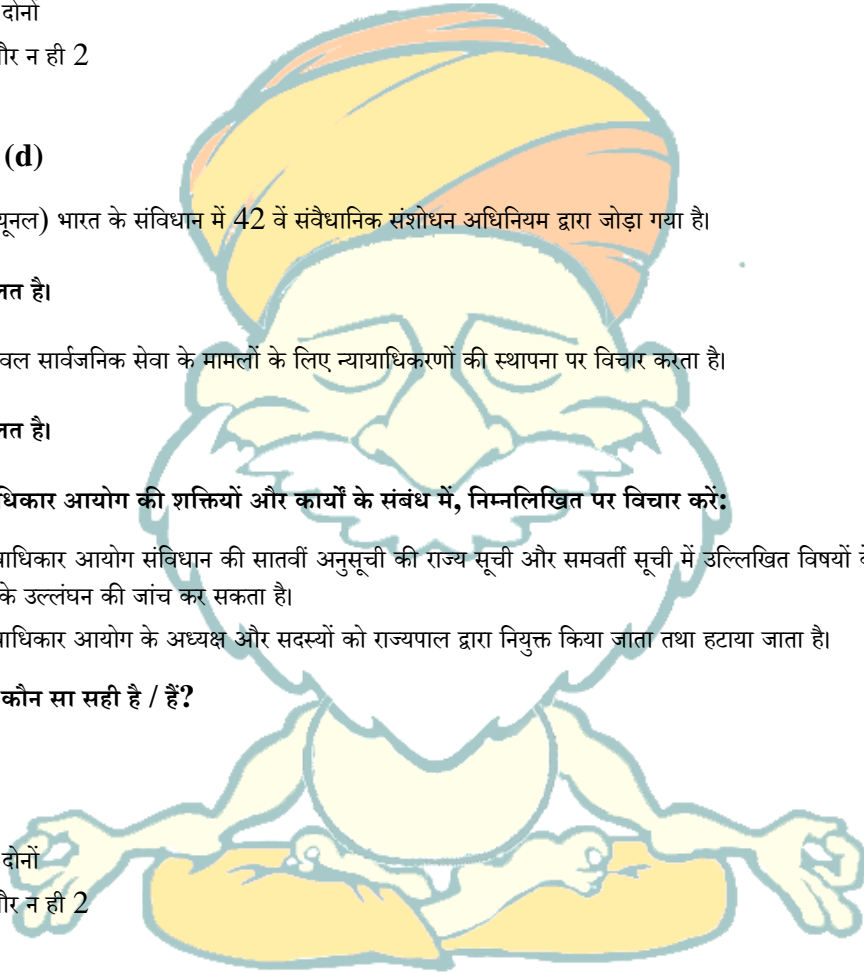 दोनों
और न ही 2
(d)
यूनल) भारत के संविधान में 42 वें संवैधानिक संशोधन अधिनियम द्वारा जोड़ा गया है।
लत है।
वल सार्वजनिक सेवा के मामलों के लिए न्यायाधिकरणों की स्थापना पर विचार करता है।
लत है।
धिकार आयोग की शक्तियों और कार्यों के संबंध में, निम्नलिखित पर विचार करें:
वाधिकार आयोग संविधान की सातवीं अनुसूची की राज्य सूची और समवर्ती सूची में उल्लिखित विषयों
के उल्लंघन की जांच कर सकता है।
वाधिकार आयोग के अध्यक्ष और सदस्यों को राज्यपाल द्वारा नियुक्त किया जाता तथा हटाया जाता है।
कौन सा सही है / हैं?
दोनों
और न ही 2